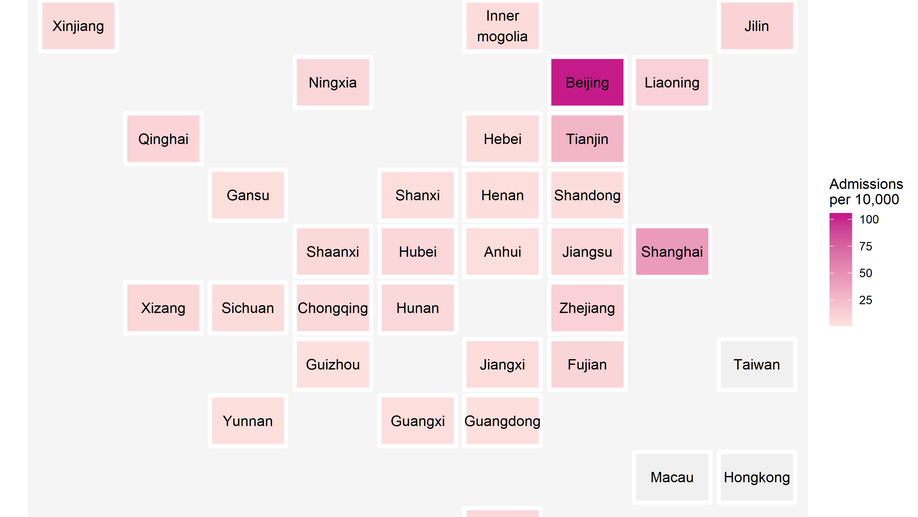 Xinjiang
Inner
mogolia
Jilin
Ningxia
Beijing
Liaoning
Qinghai
Hebei
Tianjin
Gansu
Shanxi
Henan
Shandong
Shaanxi
Hubei
Anhui
Jiangsu
Shanghai
Xizang
Sichuan
Chongqing
Hunan
Zhejiang
Guizhou
Jiangxi
Fujian
Taiwan
Yunnan
Guangxi
Guangdong
Macau
Hongkong
Admissions
per 10,000
100
75
50
25